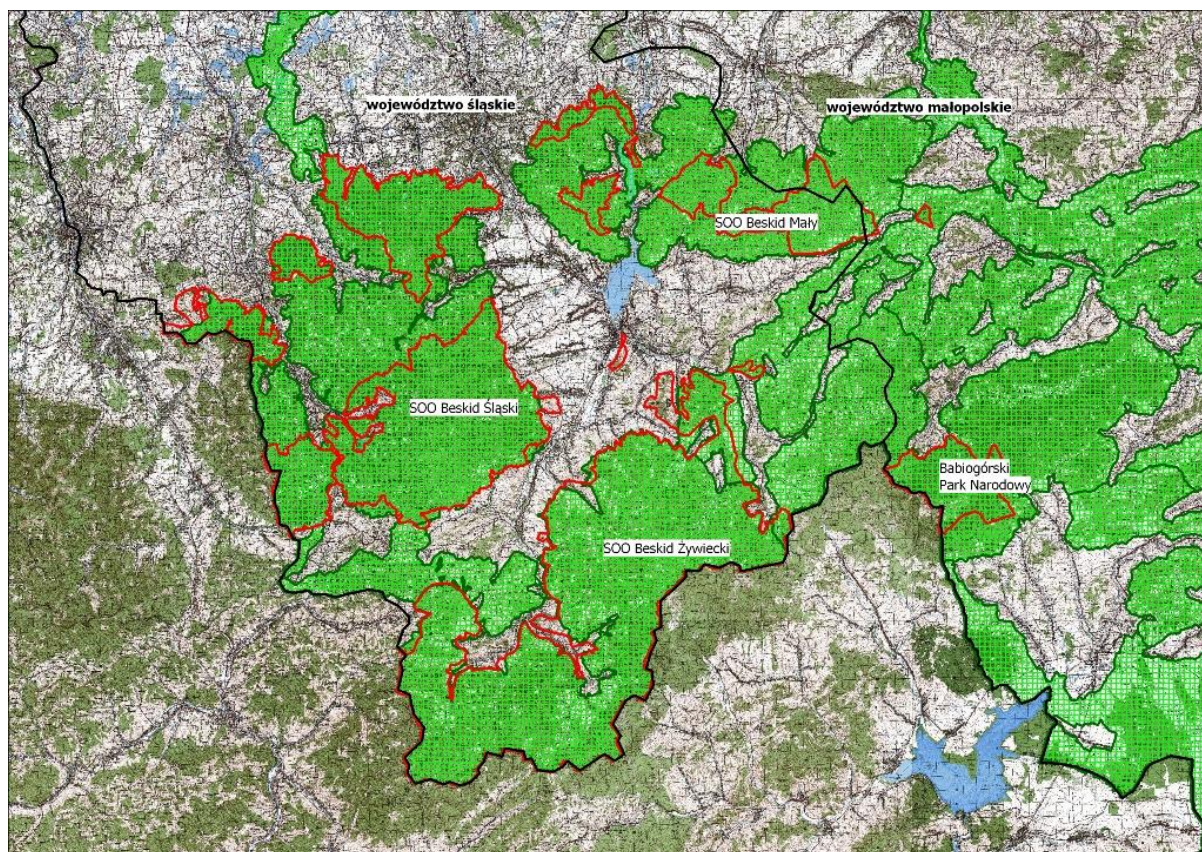 województwo śląskie
województwo małopolskie
SOO Beskid Mały
SOO Beskid Śląski
Babiogórski
Park Narodowy
SOO Beskid Żywiecki